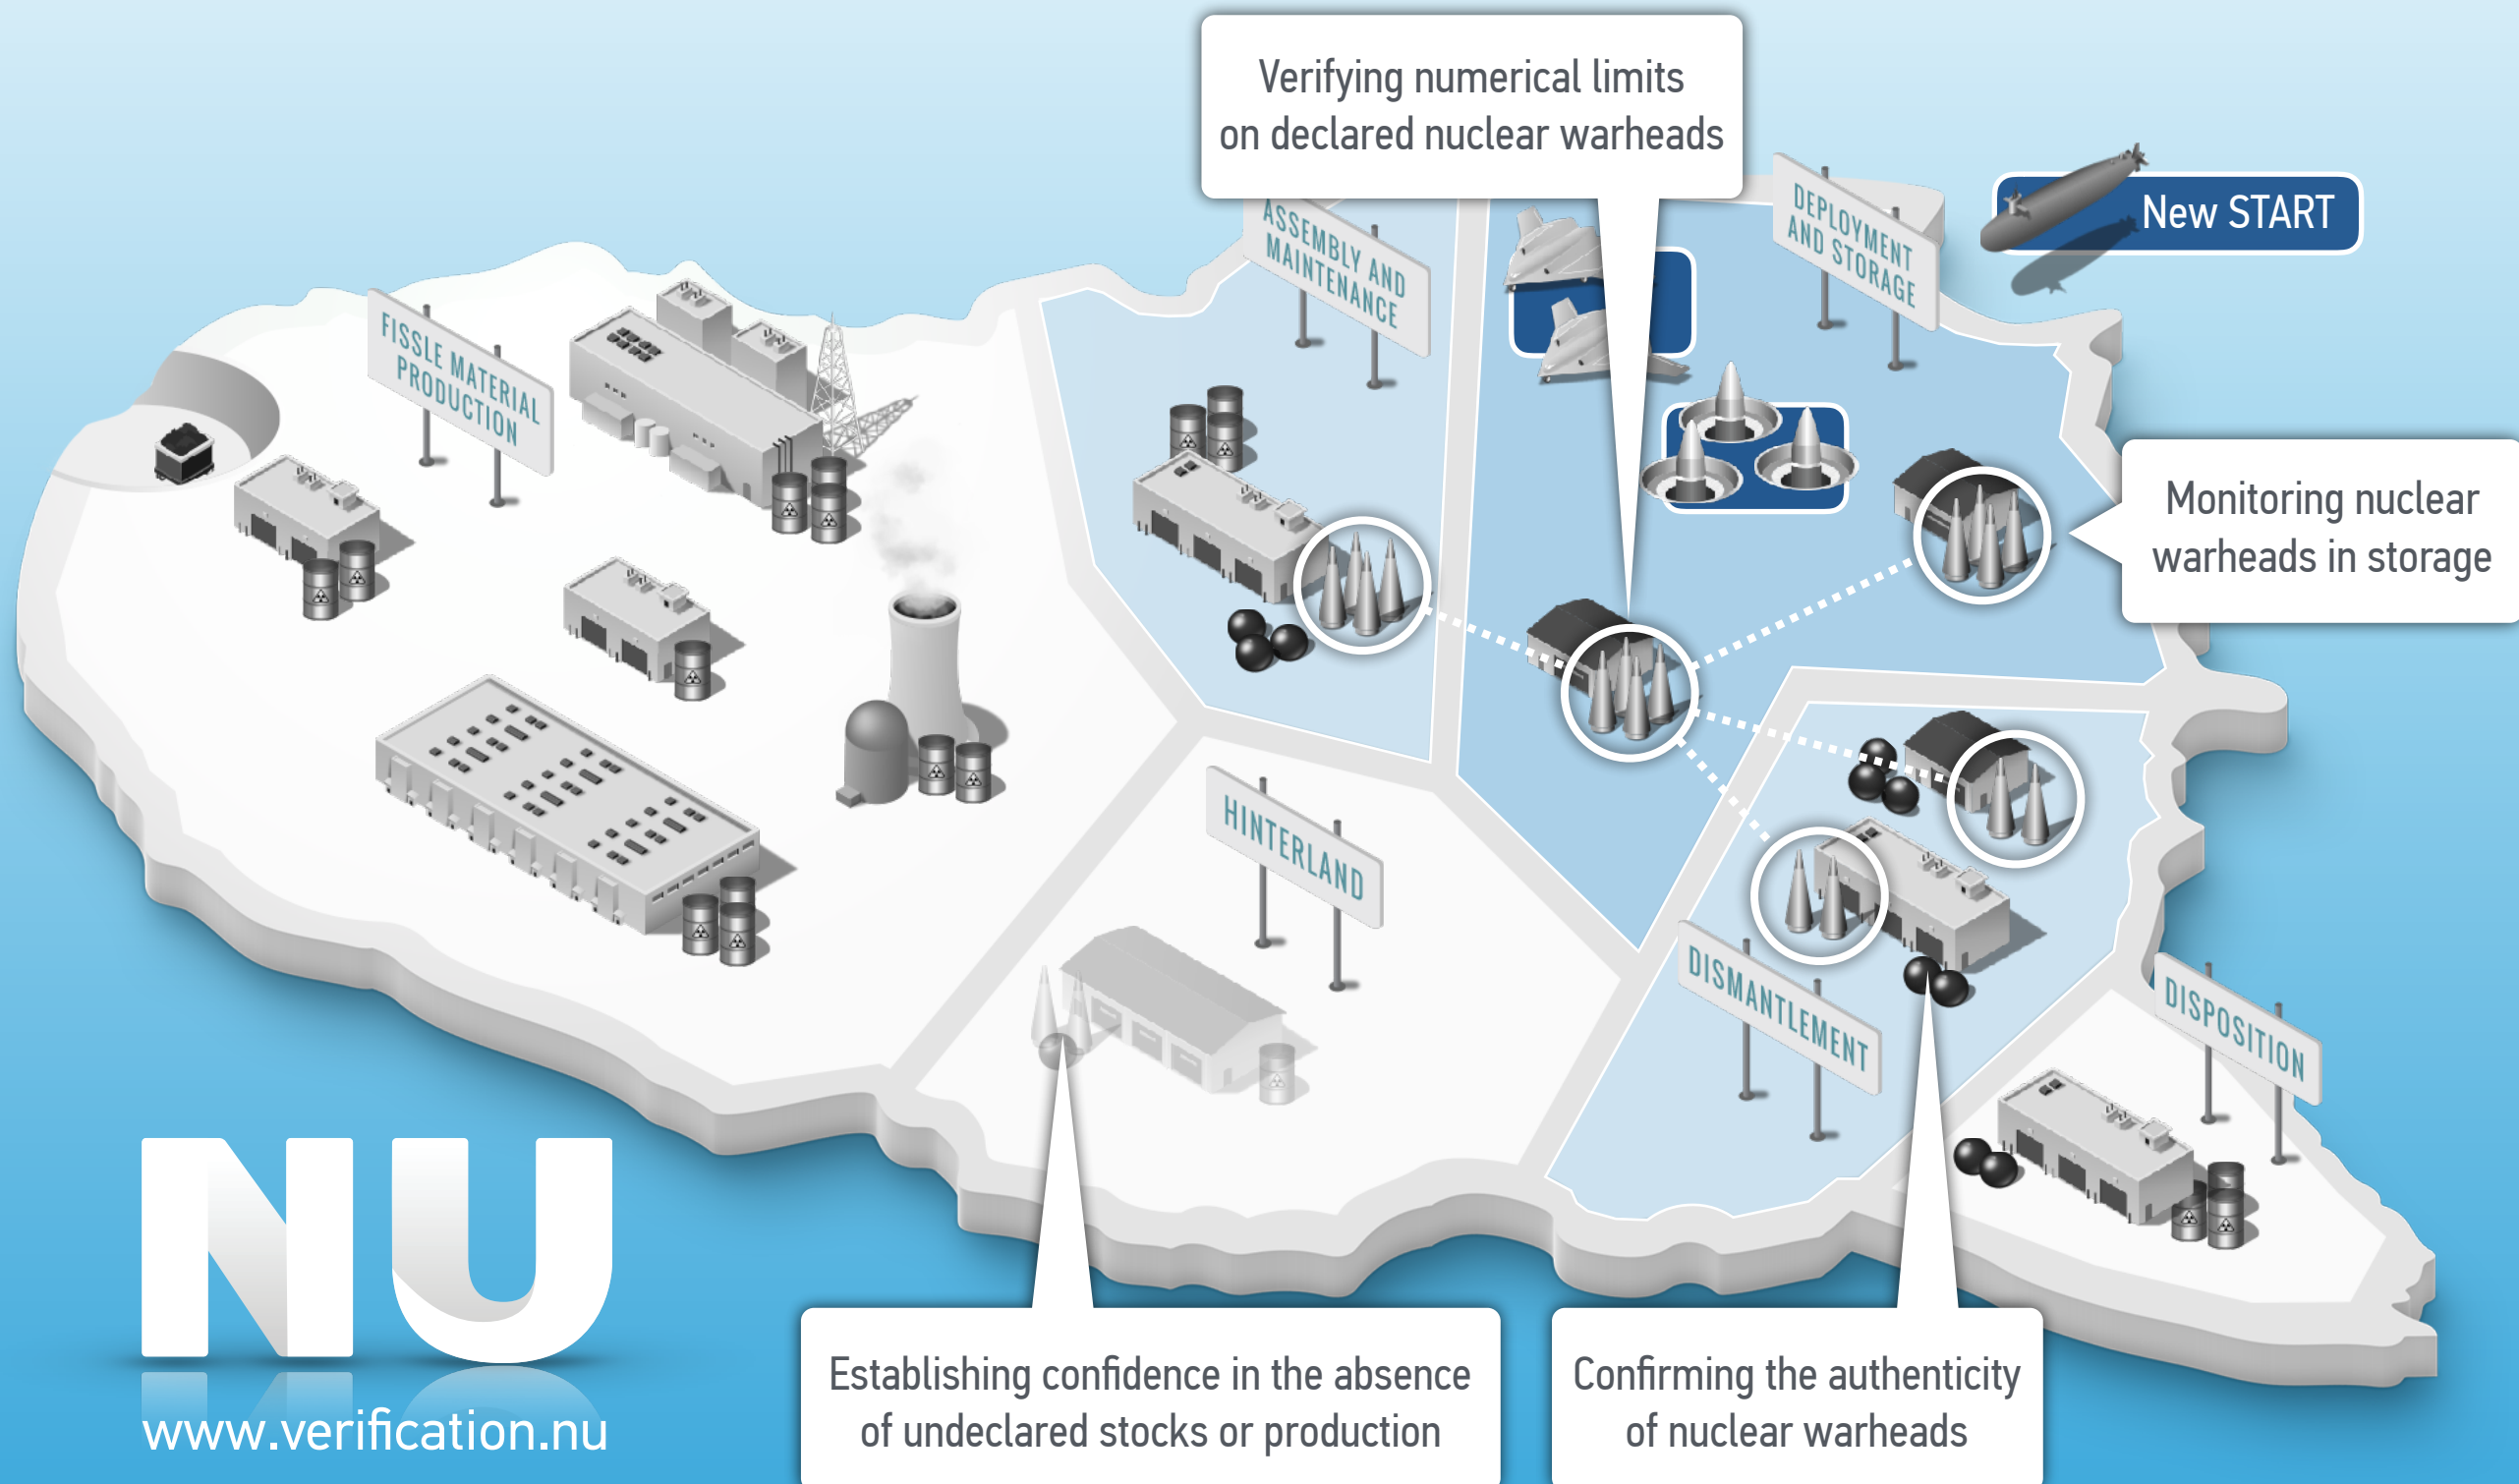 Verifying numerical limits
on declared nuclear warheads
New START
DEPLOYMENT
AND STORAGE
ASSEMBLY AND
MAINTENANCE
FISSLE MATERIAL
PRODUCTION
Monitoring nuclear
warheads in storage
HINTERLAND
DISMANTLEMENT
DISPOSITION
NU
www.verification.nu
Establishing confidence in the absence
of undeclared stocks or production
Confirming the authenticity
of nuclear warheads